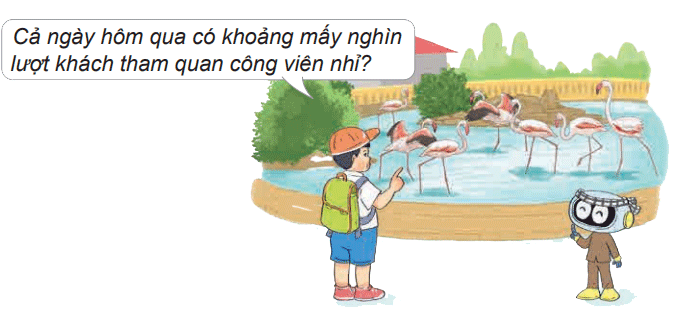 Cả ngày hôm qua có khoảng mấy nghìn
lượt khách tham quan công viên nhỉ?